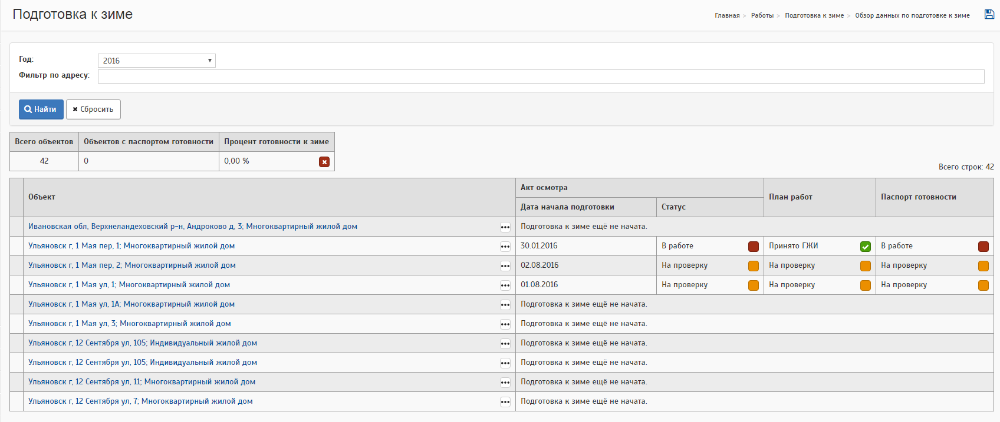 Подготовка к зиме
Главная > Работы > Подготовка к зиме > Обзор данных по подготовке к зиме
Год:
2016
Фильтр по адресу:
Найти
Сбросить
Всего объектов Объектов с паспортом готовности Процент готовности к зиме
42 0 0,00 %
Всего строк: 42
Объект Акт осмотра План работ Паспорт готовности
Дата начала подготовки Статус
Ивановская обл, Верхнеландеховский р-н, Андроково д, 3; Многоквартирный жилой дом Подготовка к зиме ещё не начата.
Ульяновск г, 1 Мая пер, 1; Многоквартирный жилой дом 30.01.2016 В работе Принято ГЖИ В работе
Ульяновск г, 1 Мая пер, 2; Многоквартирный жилой дом 02.08.2016 На проверку На проверку На проверку
Ульяновск г, 1 Мая ул, 1; Многоквартирный жилой дом 01.08.2016 На проверку На проверку На проверку
Ульяновск г, 1 Мая ул, 1А; Многоквартирный жилой дом Подготовка к зиме ещё не начата.
Ульяновск г, 1 Мая ул, 3; Многоквартирный жилой дом Подготовка к зиме ещё не начата.
Ульяновск г, 12 Сентября ул, 105; Индивидуальный жилой дом Подготовка к зиме ещё не начата.
Ульяновск г, 12 Сентября ул, 105; Индивидуальный жилой дом Подготовка к зиме ещё не начата.
Ульяновск г, 12 Сентября ул, 11; Многоквартирный жилой дом Подготовка к зиме ещё не начата.
Ульяновск г, 12 Сентября ул, 7; Многоквартирный жилой дом Подготовка к зиме ещё не начата.